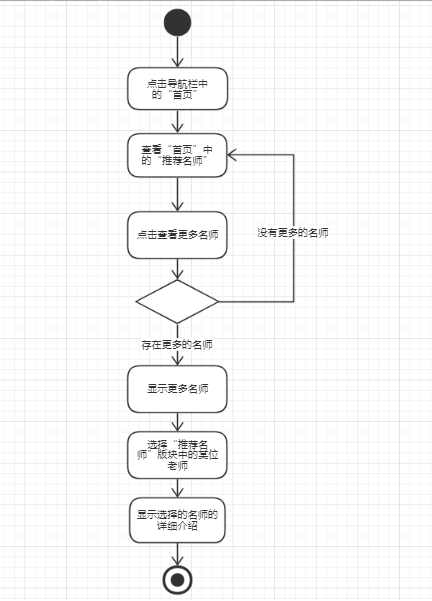 点击导航栏中
的“首页”
查看“首页”中
的“推荐名师”
点击查看更多名师
没有更多的名师
存在更多的名师
显示更多名师
选择“推荐名
师”版块中的某位
老师
显示选择的名师的
详细介绍